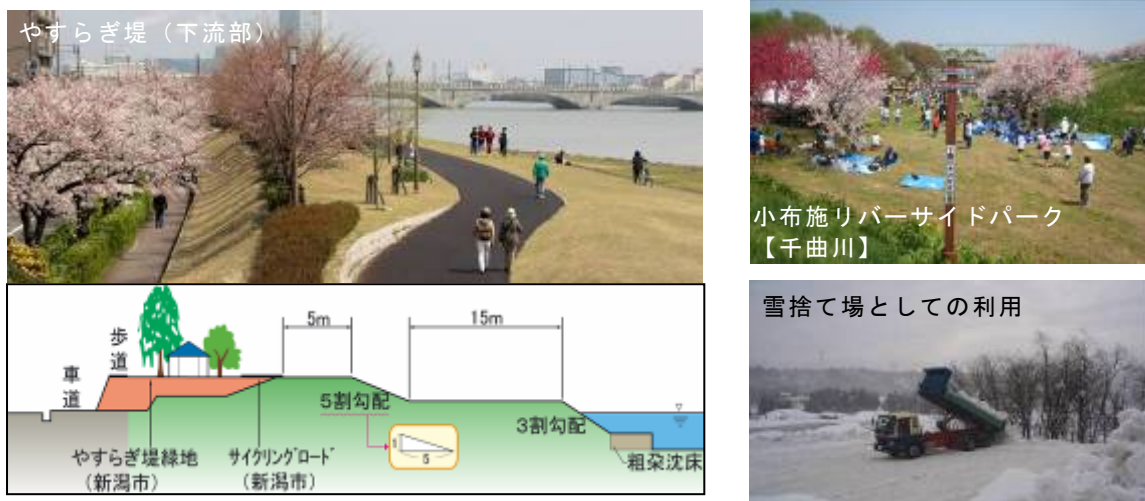 やすらぎ堤（下流部）
小布施リバーサイドパーク
【千曲川】
雪捨て場としての利用
5m
15m
歩道
車道
5割勾配
1
5
3割勾配
やすらぎ堤緑地
（新潟市）
サイクリングロード
（新潟市）
粗朶沈床